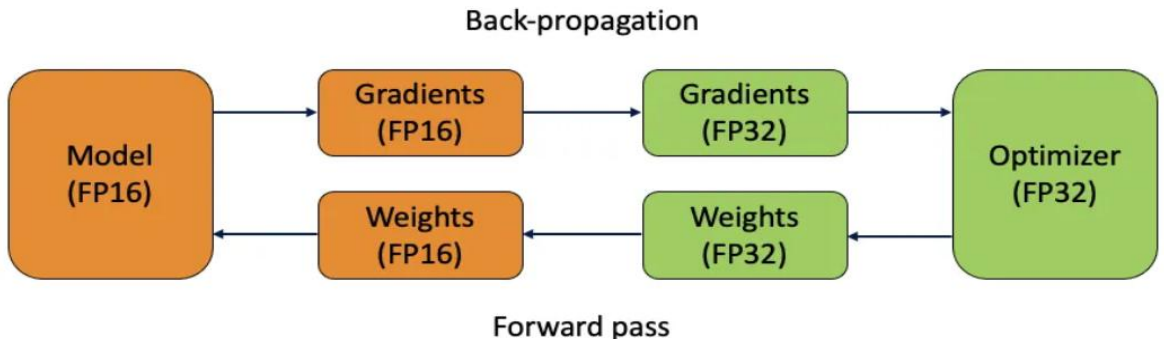 Back-propagation
Model
(FP16)
Gradients
(FP16)
Gradients
(FP32)
Optimizer
(FP32)
Weights
(FP16)
Weights
(FP32)
Forward pass